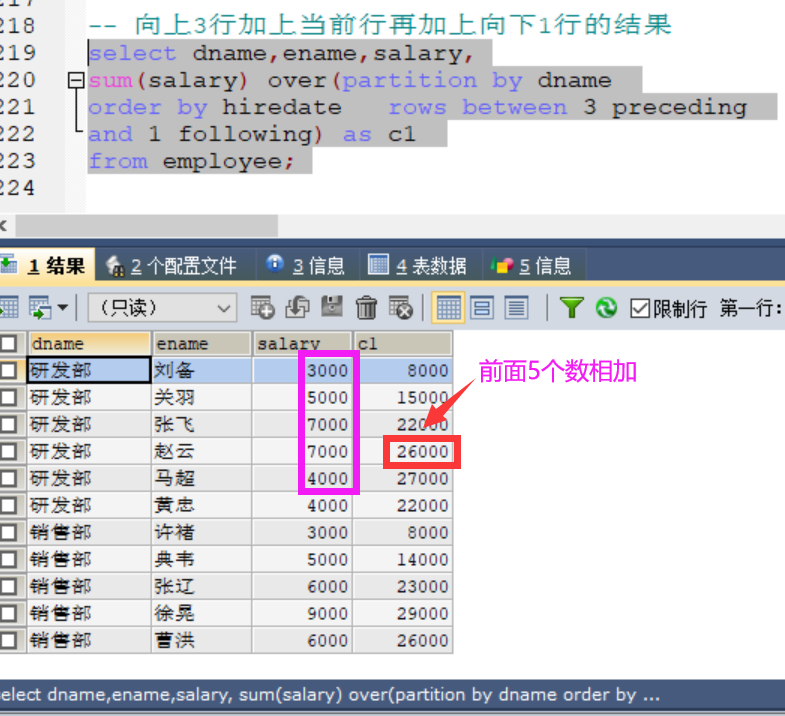 218 -- 向上3行加上当前行再加上向下1行的结果
219 select dname,ename,salary,
220 sum(salary) over(partition by dname
221 order by hiredate rows between 3 preceding
222 and 1 following) as c1
223 from employee;
224
1 结果 2 个配置文件 3 信息 4 表数据 5 信息
(只读) 限制行 第一行:
dname ename salary c1
研发部 刘备 3000 8000
前面5个数相加
研发部 关羽 5000 15000
研发部 张飞 7000 22000
研发部 赵云 7000 26000
研发部 马超 4000 27000
研发部 黄忠 4000 22000
销售部 许褚 3000 8000
销售部 典韦 5000 14000
销售部 张辽 6000 23000
销售部 徐晃 9000 29000
销售部 曹洪 6000 26000
elect dname,ename,salary, sum(salary) over(partition by dname order by ...